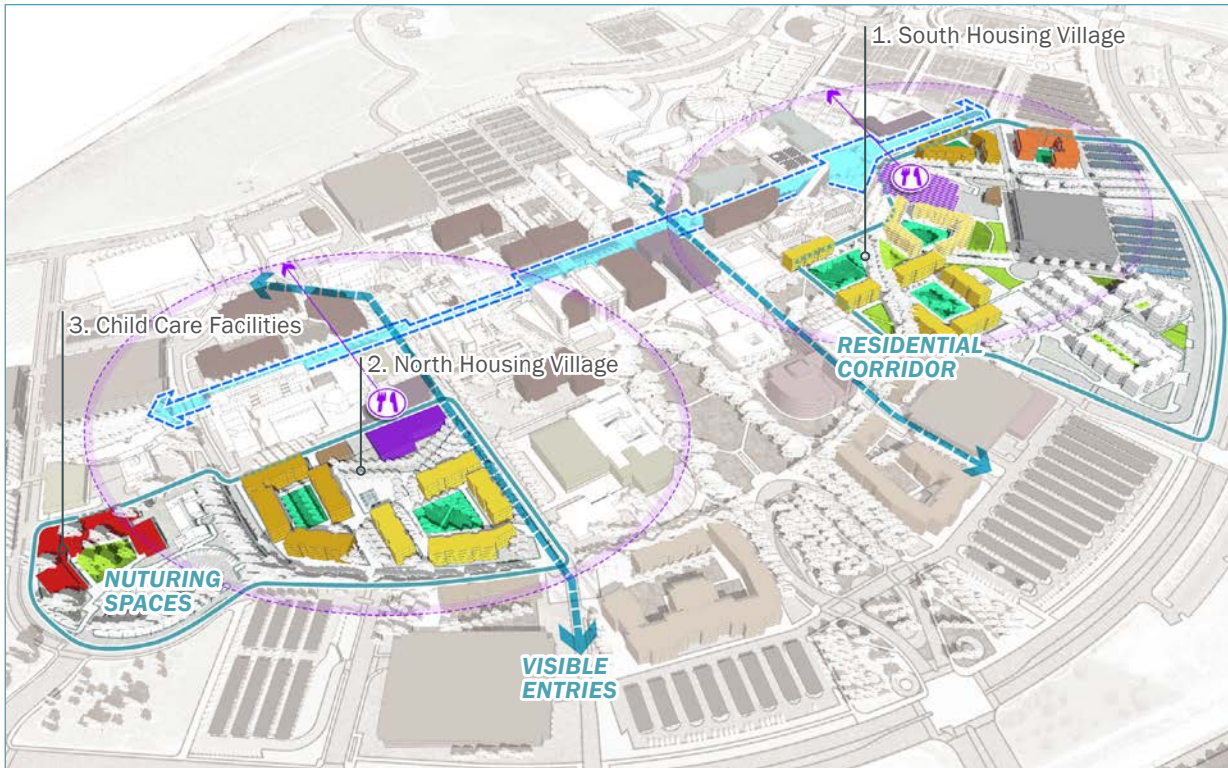 1. South Housing Village
3. Child Care Facilities
2. North Housing Village
RESIDENTIAL
CORRIDOR
NUTURING
SPACES
VISIBLE
ENTRIES